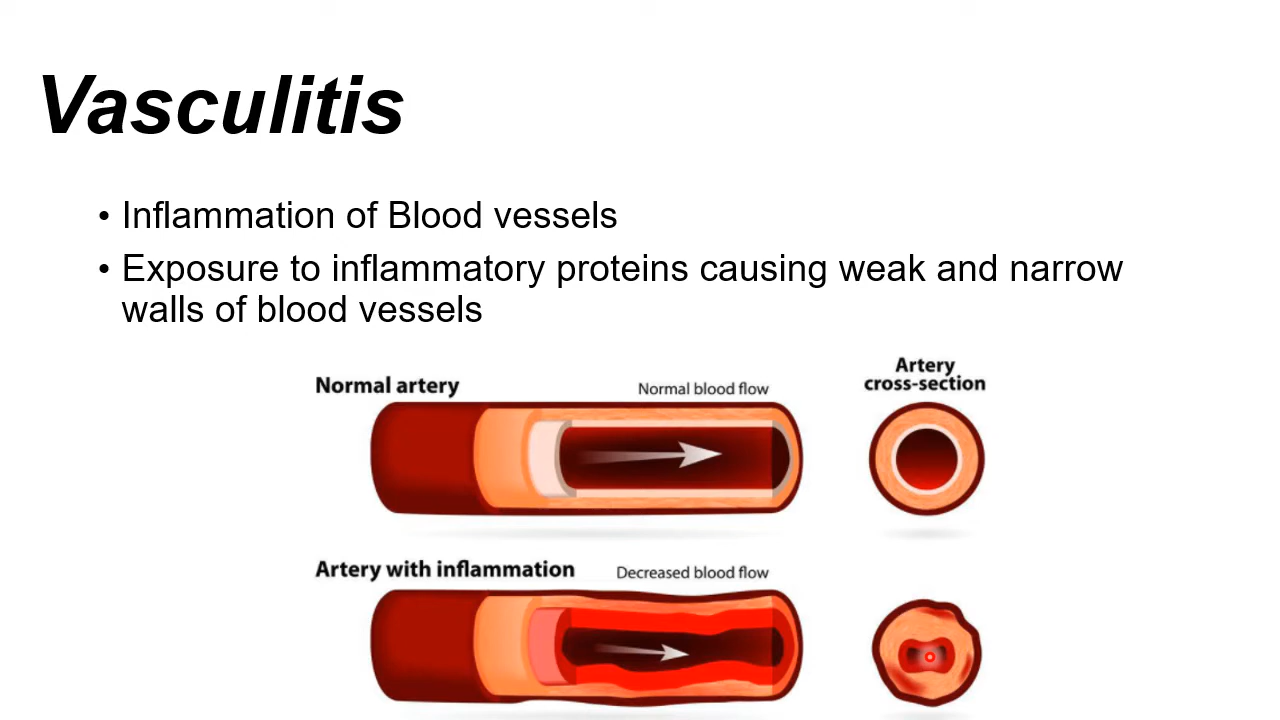 Vasculitis
• Inflammation of Blood vessels
• Exposure to inflammatory proteins causing weak and narrow
walls of blood vessels
Normal artery
Normal blood flow
Artery
cross-section
Artery with inflammation
Decreased blood flow